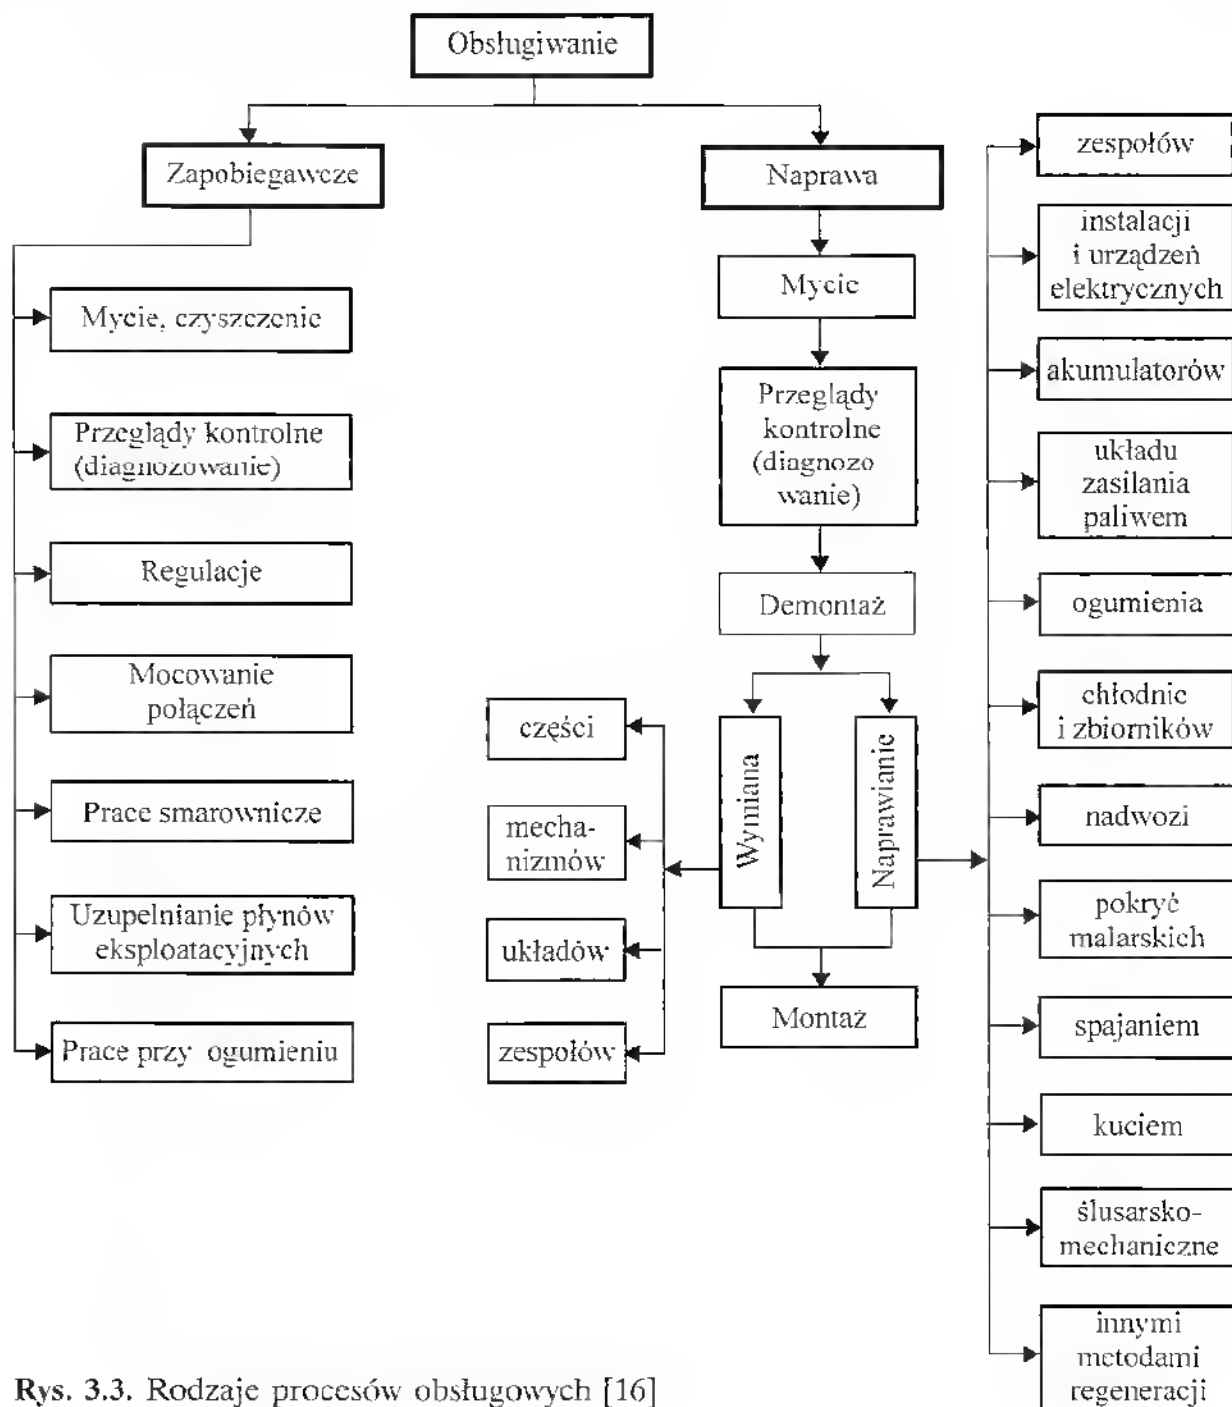 Obsługiwanie
Zapobiegawcze
Naprawa
Mycie, czyszczenie
Przeglądy kontrolne
(diagnozowanie)
Regulacje
Mocowanie
połączeń
Prace smarownicze
Uzupełnianie płynów
eksploatacyjnych
Prace przy ogumieniu
Mycie
Przeglądy
kontrolne
(diagnozo
wanie)
Demontaż
Wymiana
Naprawianie
części
mecha-
nizmów
układów
zespołów
Montaż
zespołów
instalacji
i urządzeń
elektrycznych
akumulatorów
układu
zasilania
paliwem
ogumienia
chłodnic
i zbiorników
nadwozi
pokryć
malarskich
spajaniem
kuciem
ślusarsko-
mechaniczne
innymi
metodami
regeneracji
Rys. 3.3. Rodzaje procesów obsługowych [16]